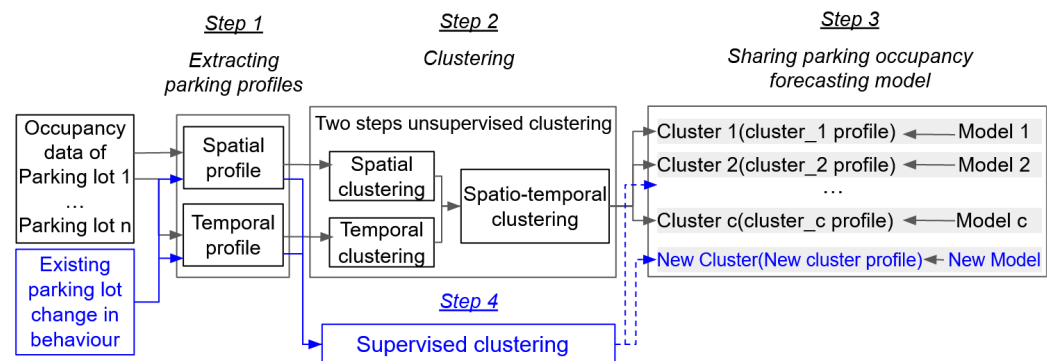 Step 1
Extracting
parking profiles
Step 2
Clustering
Step 3
Sharing parking occupancy
forecasting model
Occupancy
data of
Parking lot 1
...
Parking lot n
Existing
parking lot
change in
behaviour
Spatial
profile
Temporal
profile
Two steps unsupervised clustering
Spatial
clustering
Temporal
clustering
Spatio-temporal
clustering
Step 4
Supervised clustering
Cluster 1(cluster_1 profile) Model 1
Cluster 2(cluster_2 profile) Model 2
...
Cluster c(cluster_c profile) Model c
New Cluster(New cluster profile) New Model